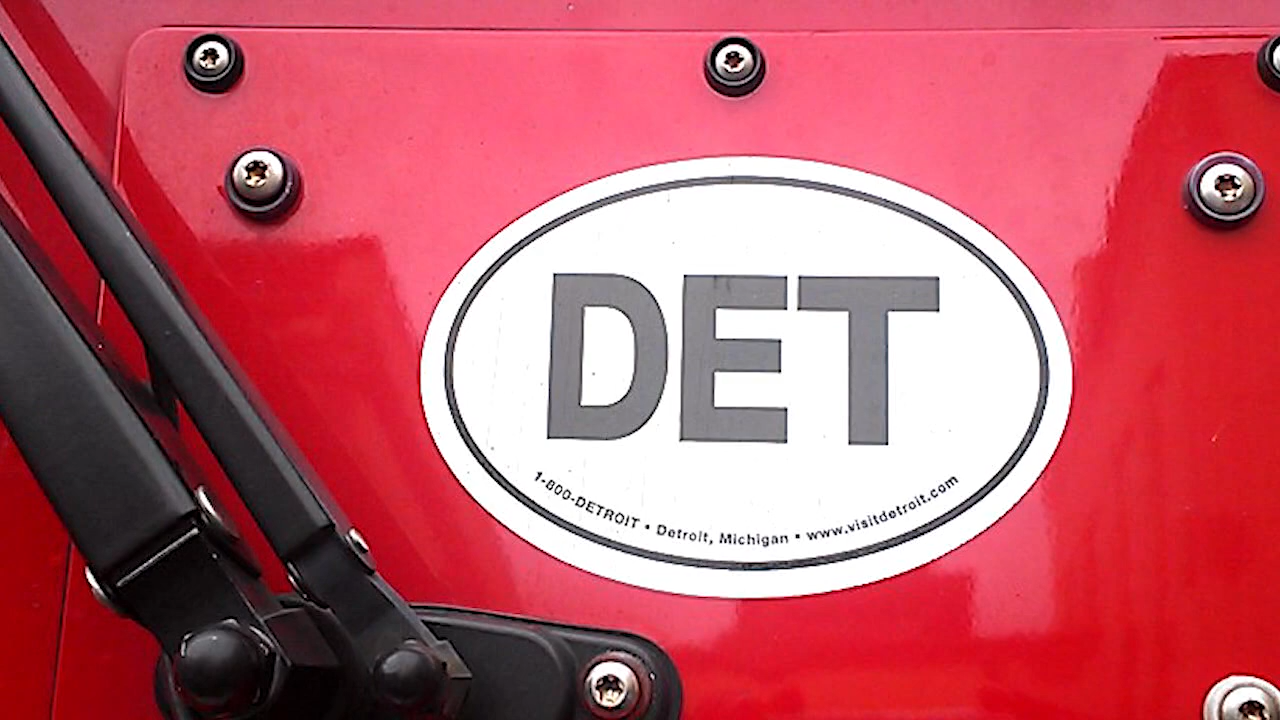 DET
1-800-DETROIT • Detroit, Michigan • www.visitdetroit.com